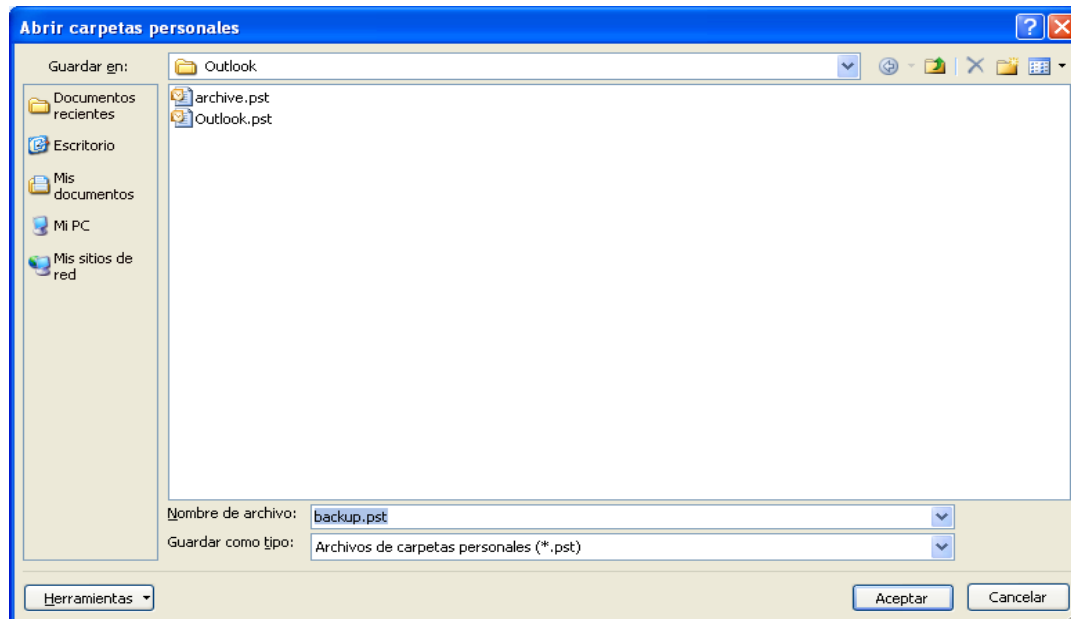 Abrir carpetas personales
Guardar en:
Outlook
Documentos
recientes
Escritorio
Mis
documentos
Mi PC
Mis sitios de
red
archive.pst
Outlook.pst
Nombre de archivo:
backup.pst
Guardar como tipo:
Archivos de carpetas personales (*.pst)
Herramientas
Aceptar
Cancelar